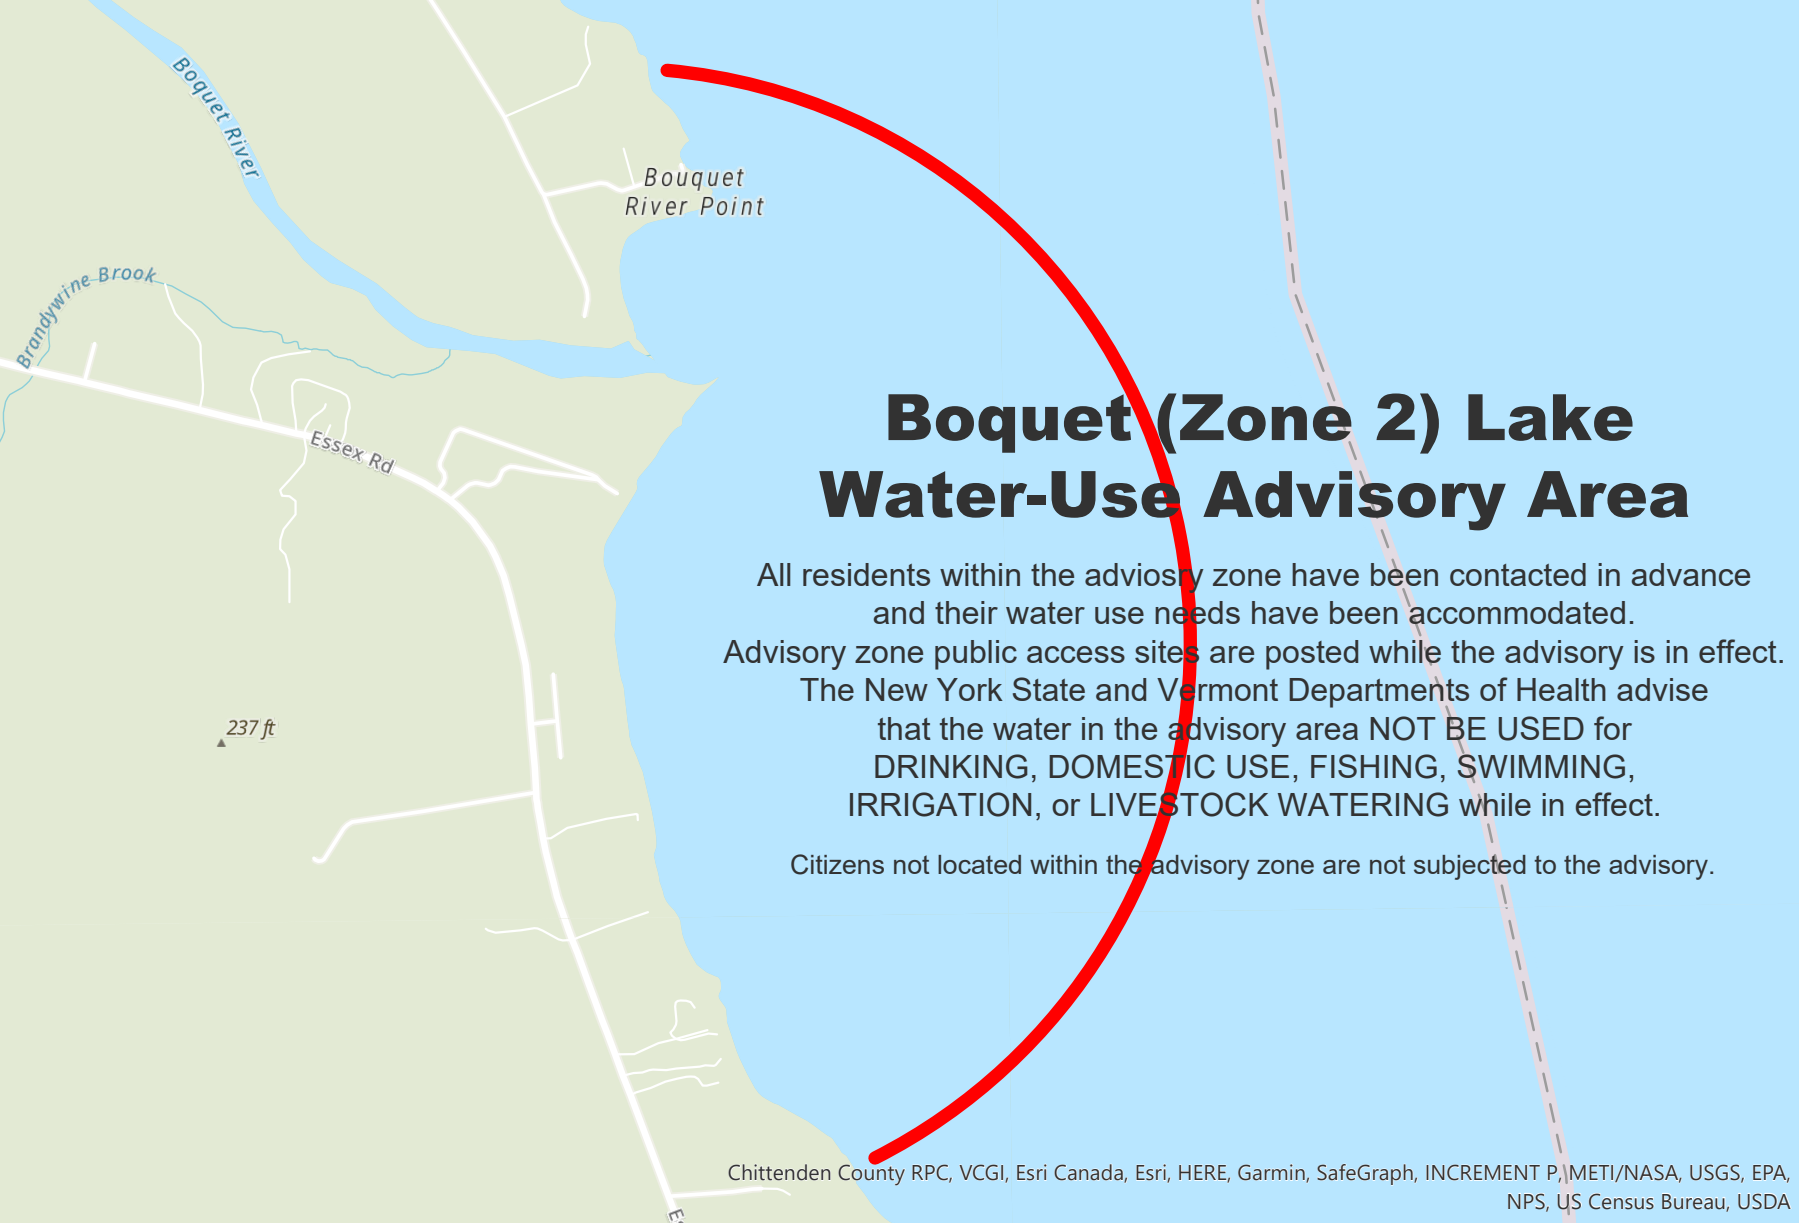 Boquet River
Bouquet
River Point
Brandywine Brook
Essex Rd
Boquet (Zone 2) Lake
Water-Use Advisory Area
All residents within the adviosry zone have been contacted in advance
and their water use needs have been accommodated.
Advisory zone public access sites are posted while the advisory is in effect.
The New York State and Vermont Departments of Health advise
that the water in the advisory area NOT BE USED for
DRINKING, DOMESTIC USE, FISHING, SWIMMING,
IRRIGATION, or LIVESTOCK WATERING while in effect.
237 ft
Citizens not located within the advisory zone are not subjected to the advisory.
Chittenden County RPC, VCGI, Esri Canada, Esri, HERE, Garmin, SafeGraph, INCREMENT P, METI/NASA, USGS, EPA,
NPS, US Census Bureau, USDA